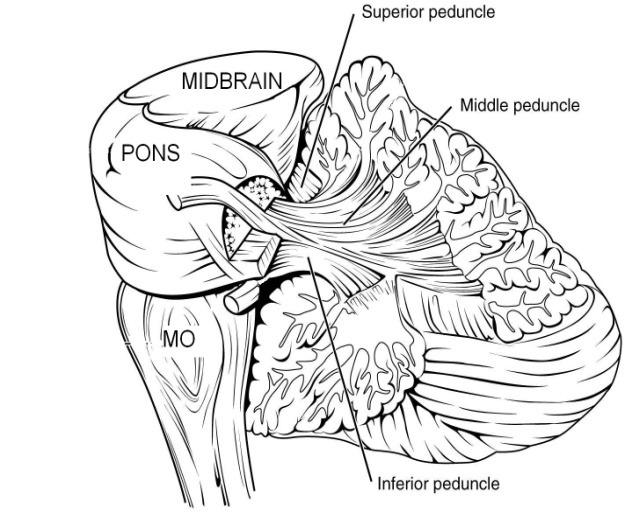 Superior peduncle
MIDBRAIN
Middle peduncle
PONS
MO
Inferior peduncle